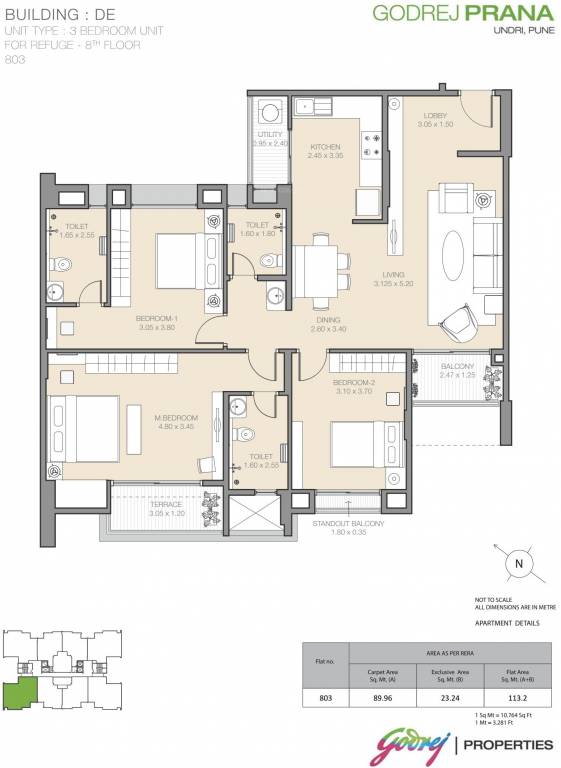 BUILDING : DE
UNIT TYPE : 3 BEDROOM UNIT
FOR REFUGE - 8TH FLOOR
803
GODREJ PRANA
UNDRI, PUNE
LOBBY
3.05 x 1.50
UTILITY
0.95 x 2.40
KITCHEN
2.45 x 3.35
TOILET
1.65 x 2.55
TOILET
1.60 x 1.80
LIVING
3.125 x 5.20
BEDROOM-1
3.05 x 3.80
DINING
2.60 x 3.40
BALCONY
2.47 x 1.25
BEDROOM-2
3.10 x 3.70
M.BEDROOM
4.80 x 3.45
TOILET
1.60 x 2.55
TERRACE
3.05 x 1.20
STANDOUT BALCONY
1.80 x 0.35
N
NOT TO SCALE
ALL DIMENSIONS ARE IN METRE
APARTMENT DETAILS
Flat no.
AREA AS PER RERA
Carpet Area
Sq. Mt. (A)
Exclusive Area
Sq. Mt. (B)
Flat Area
Sq. Mt. (A+B)
803 89.96 23.24 113.2
1 Sq Mt = 10.764 Sq Ft
1 Mt = 3.281 Ft
Godrej | PROPERTIES